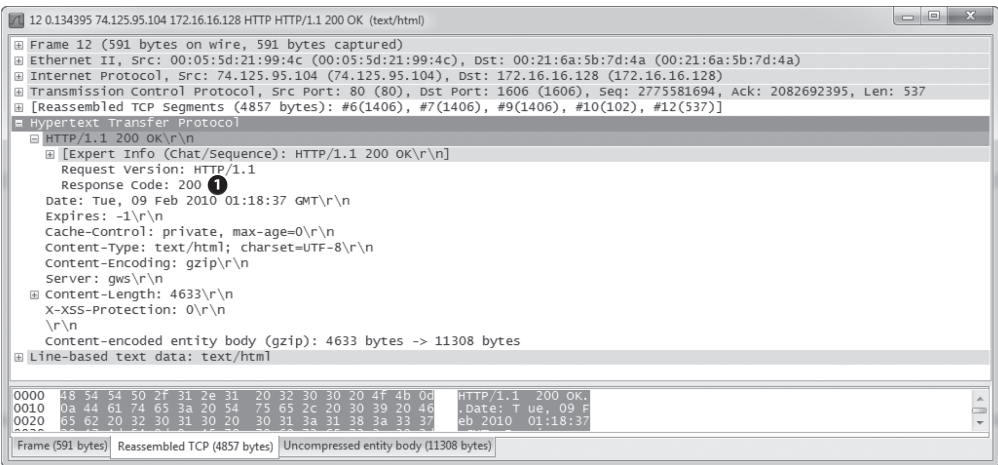 12 0.134395 74.125.95.104 172.16.16.128 HTTP HTTP/1.1 200 OK (text/html)
Frame 12 (591 bytes on wire, 591 bytes captured)
Ethernet II, Src: 00:05:5d:21:99:4c (00:05:5d:21:99:4c), Dst: 00:21:6a:5b:7d:4a (00:21:6a:5b:7d:4a)
Internet Protocol, Src: 74.125.95.104 (74.125.95.104), Dst: 172.16.16.128 (172.16.16.128)
Transmission Control Protocol, Src Port: 80 (80), Dst Port: 1606 (1606), Seq: 2775581694, Ack: 2082692395, Len: 537
[Reassembled TCP Segments (4857 bytes): #6(1406), #7(1406), #9(1406), #10(102), #12(537)]
Hypertext Transfer Protocol
HTTP/1.1 200 OK\r\n
[Expert Info (Chat/Sequence): HTTP/1.1 200 OK\r\n]
Request Version: HTTP/1.1
Response Code: 200 1
Date: Tue, 09 Feb 2010 01:18:37 GMT\r\n
Expires: -1\r\n
Cache-Control: private, max-age=0\r\n
Content-Type: text/html; charset=UTF-8\r\n
Content-Encoding: gzip\r\n
Server: gws\r\n
Content-Length: 4633\r\n
X-XSS-Protection: 0\r\n
\r\n
Content-encoded entity body (gzip): 4633 bytes -> 11308 bytes
Line-based text data: text/html
0000 48 54 54 50 2f 31 2e 31 20 32 30 30 20 4f 4b 0d HTTP/1.1 200 OK.
0010 0a 44 61 74 65 3a 20 54 75 65 2c 20 30 39 20 46 .Date: T ue, 09 F
0020 65 62 20 32 30 31 30 20 30 31 3a 31 38 3a 33 37 eb 2010 01:18:37
Frame (591 bytes) Reassembled TCP (4857 bytes) Uncompressed entity body (11308 bytes)